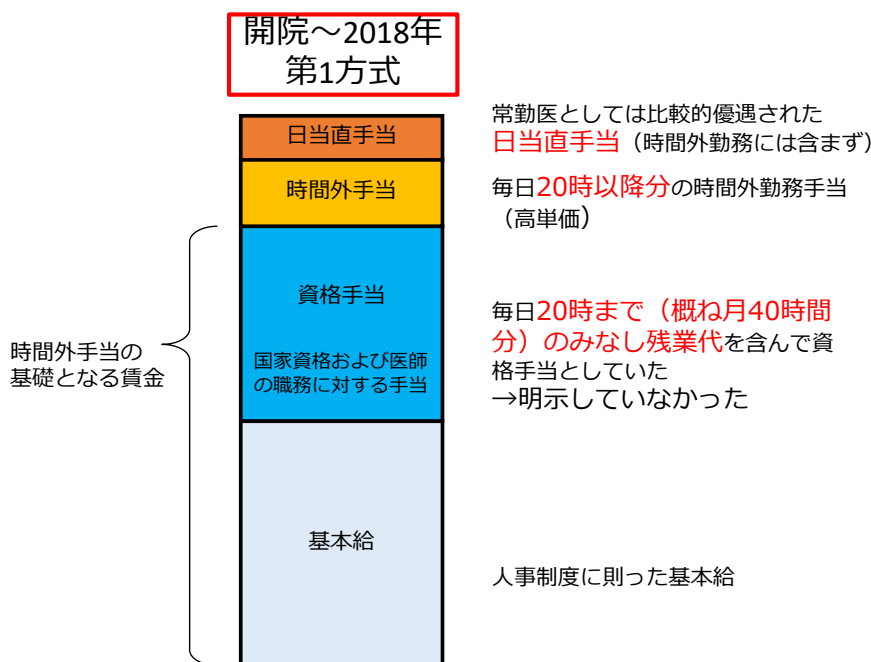 開院～2018年
第1方式
日当直手当
常勤医としては比較的優遇された
日当直手当（時間外勤務には含まず）
時間外手当
毎日20時以降分の時間外勤務手当
（高単価）
時間外手当の
基礎となる賃金
資格手当
国家資格および医師
の職務に対する手当
毎日20時まで（概ね月40時間
分）のみなし残業代を含んで資
格手当としていた
→明示していなかった
基本給
人事制度に則った基本給